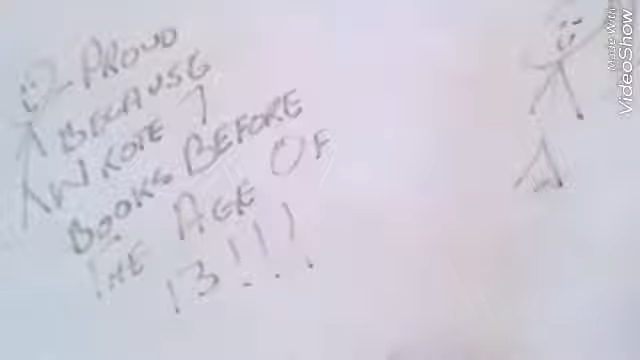 PROUD
BECAUSE
WROTE 7
BOOKS BEFORE
THE AGE OF
13!!!
Made With
VideoShow